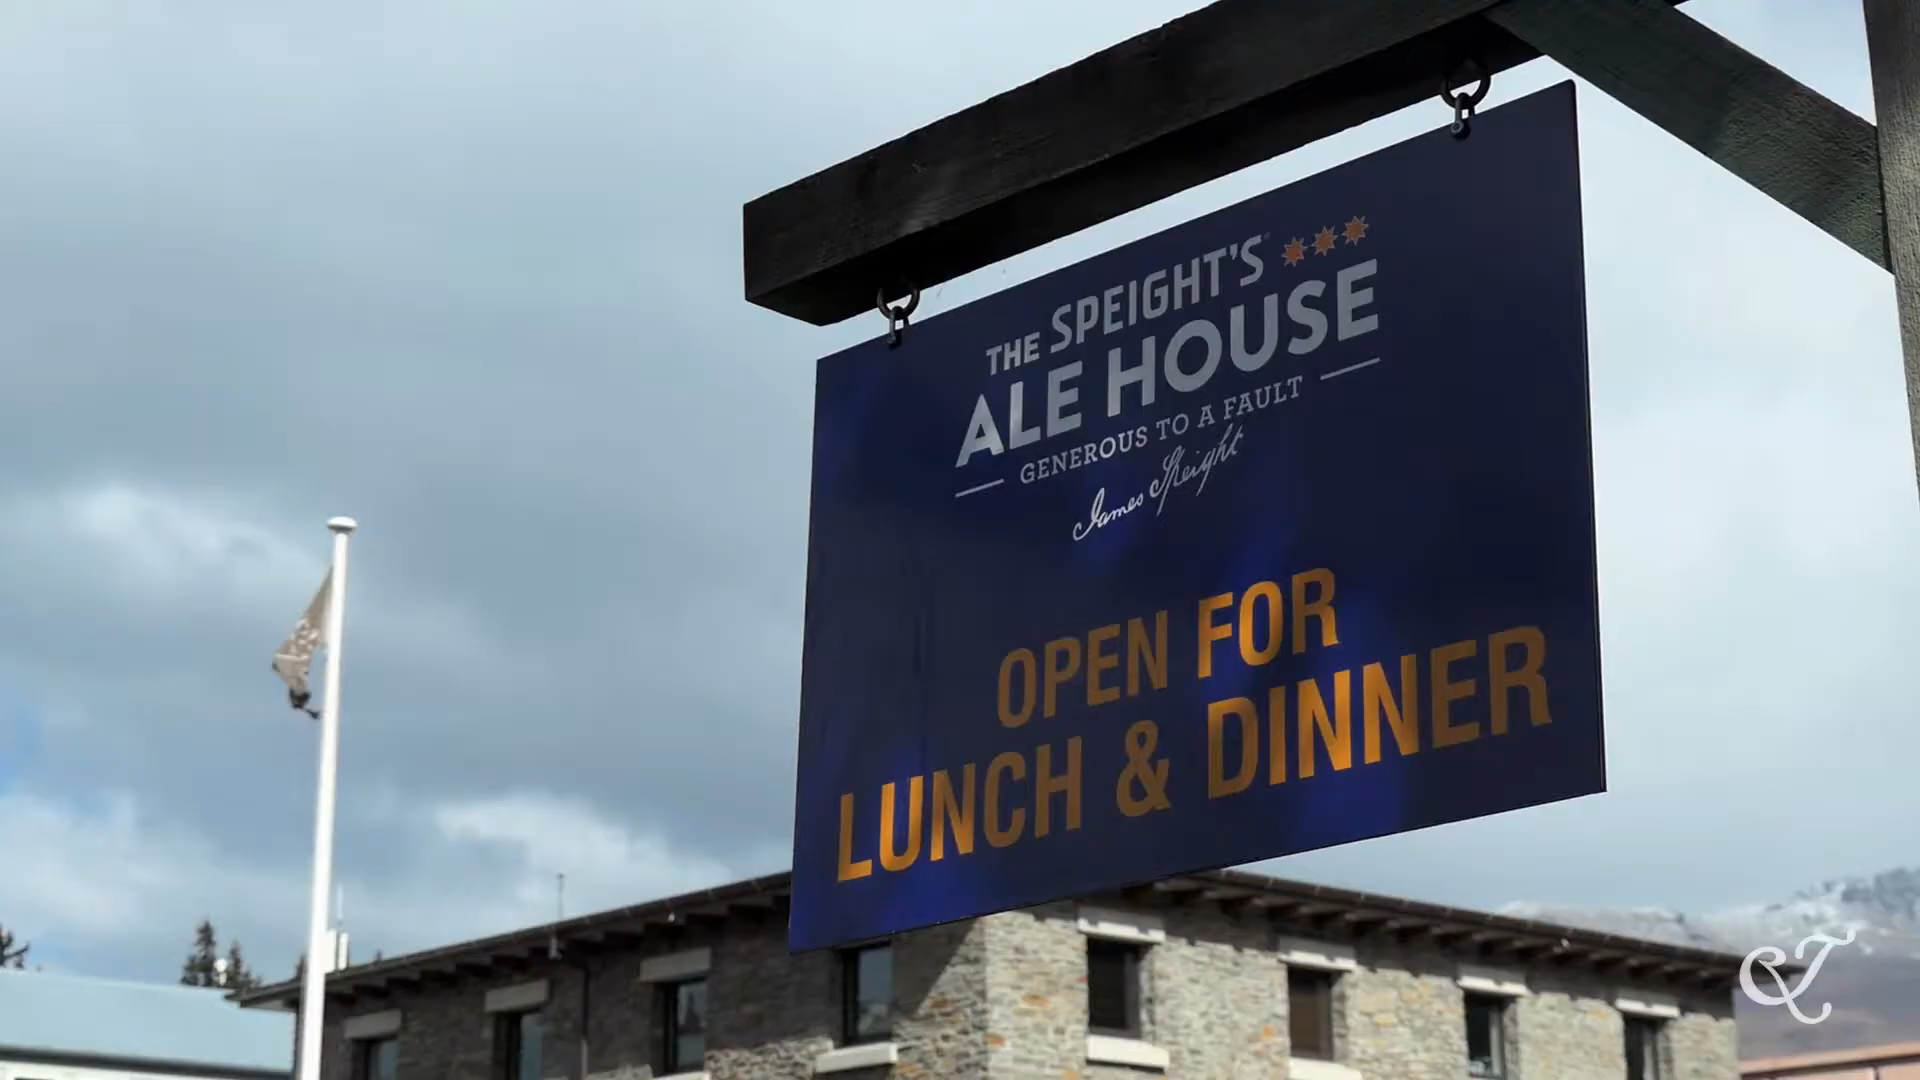 THE SPEIGHT'S
ALE HOUSE
GENEROUS TO A FAULT
James Speight
OPEN FOR
LUNCH & DINNER